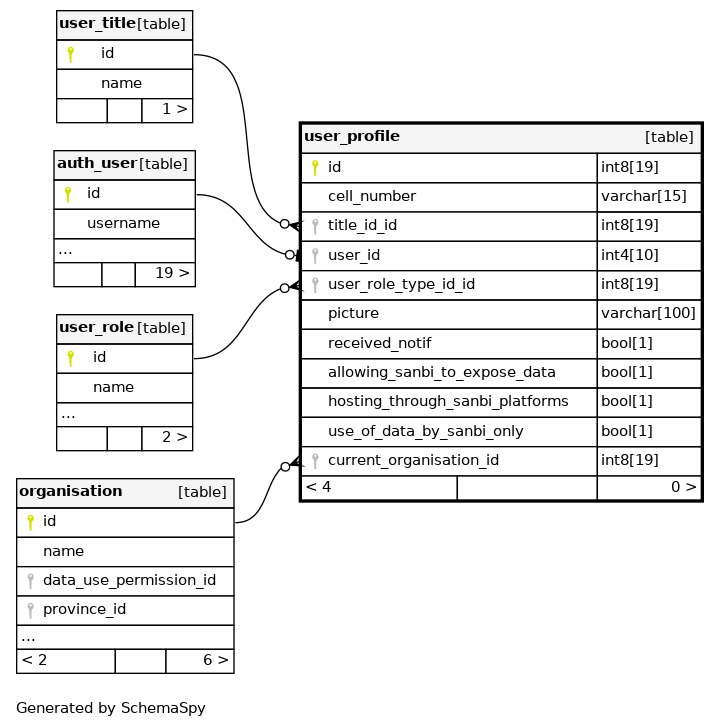 user_title [table]
id
name
1 >
auth_user [table]
id
username
...
19 >
user_role [table]
id
name
...
2 >
organisation [table]
id
name
data_use_permission_id
province_id
...
< 2 6 >
user_profile [table]
id int8[19]
cell_number varchar[15]
title_id_id int8[19]
user_id int4[10]
user_role_type_id_id int8[19]
picture varchar[100]
received_notif bool[1]
allowing_sanbi_to_expose_data bool[1]
hosting_through_sanbi_platforms bool[1]
use_of_data_by_sanbi_only bool[1]
current_organisation_id int8[19]
< 4 0 >
Generated by SchemaSpy